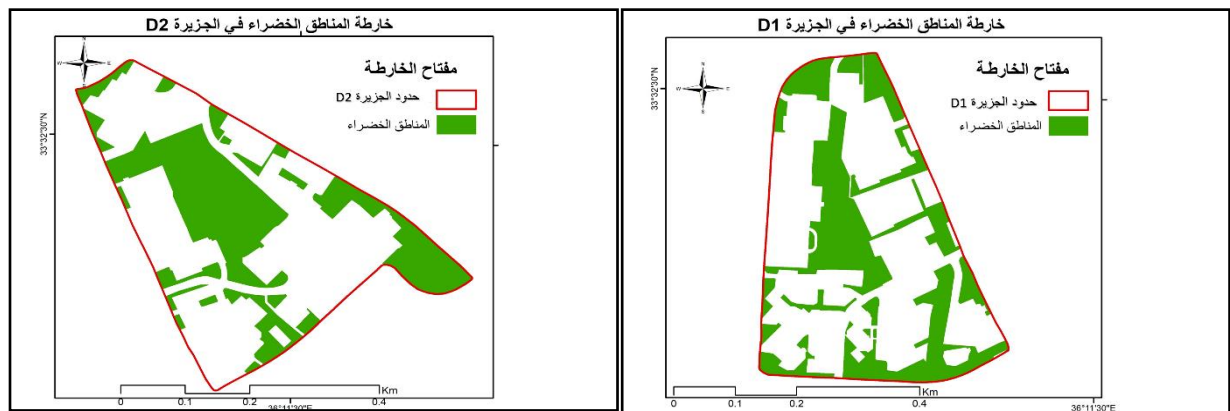 خارطة المناطق الخضراء في الجزيرة D1
مفتاح الخارطة
حدود الجزيرة D1
المناطق الخضراء
N
W
E
S
33°32'30"N
Km
0
0.1
0.2
0.4
36°11'30"E
خارطة المناطق الخضراء في الجزيرة D2
مفتاح الخارطة
حدود الجزيرة D2
المناطق الخضراء
N
W
E
S
33°32'30"N
Km
0
0.1
0.2
0.4
36°11'30"E